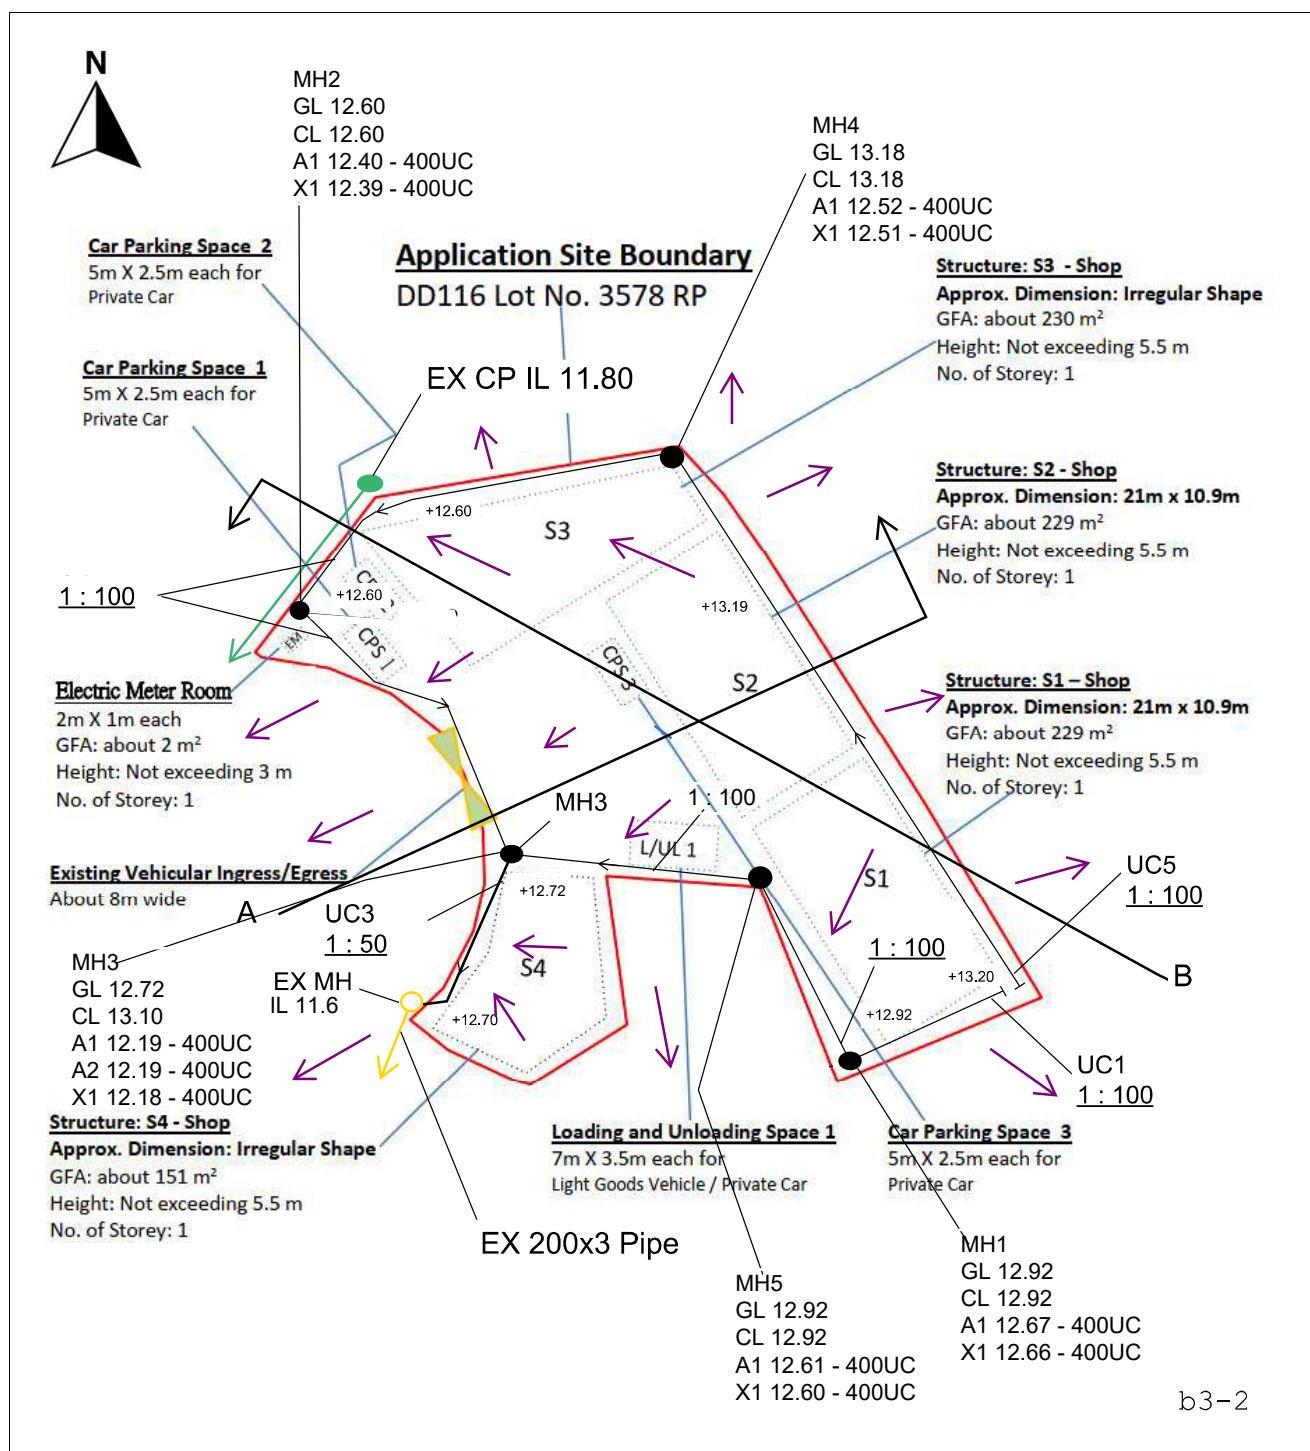 N
MH2
GL 12.60
CL 12.60
A1 12.40 - 400UC
X1 12.39 - 400UC
MH4
GL 13.18
CL 13.18
A1 12.52 - 400UC
X1 12.51 - 400UC
Car Parking Space 2
5m X 2.5m each for
Private Car
Application Site Boundary
DD116 Lot No. 3578 RP
Structure: S3 - Shop
Approx. Dimension: Irregular Shape
GFA: about 230 m²
Height: Not exceeding 5.5 m
No. of Storey: 1
Car Parking Space 1
5m X 2.5m each for
Private Car
EX CP IL 11.80
Structure: S2 - Shop
Approx. Dimension: 21m x 10.9m
GFA: about 229 m²
Height: Not exceeding 5.5 m
No. of Storey: 1
+12.60
S3
1 : 100
+12.60
+13.19
EM
CPS 1
CPS 3
S2
Electric Meter Room
2m X 1m each
GFA: about 2 m²
Height: Not exceeding 3 m
No. of Storey: 1
Structure: S1 – Shop
Approx. Dimension: 21m x 10.9m
GFA: about 229 m²
Height: Not exceeding 5.5 m
No. of Storey: 1
MH3
1 : 100
L/UL 1
S1
UC5
1 : 100
Existing Vehicular Ingress/Egress
About 8m wide
A
+12.72
UC3
1 : 50
1 : 100
S4
+13.20
B
MH3
GL 12.72
CL 13.10
A1 12.19 - 400UC
A2 12.19 - 400UC
X1 12.18 - 400UC
EX MH
IL 11.6
+12.70
+12.92
UC1
1 : 100
Structure: S4 - Shop
Approx. Dimension: Irregular Shape
GFA: about 151 m²
Height: Not exceeding 5.5 m
No. of Storey: 1
Loading and Unloading Space 1
7m X 3.5m each for
Light Goods Vehicle / Private Car
Car Parking Space 3
5m X 2.5m each for
Private Car
EX 200x3 Pipe
MH5
GL 12.92
CL 12.92
A1 12.61 - 400UC
X1 12.60 - 400UC
MH1
GL 12.92
CL 12.92
A1 12.67 - 400UC
X1 12.66 - 400UC
b3-2